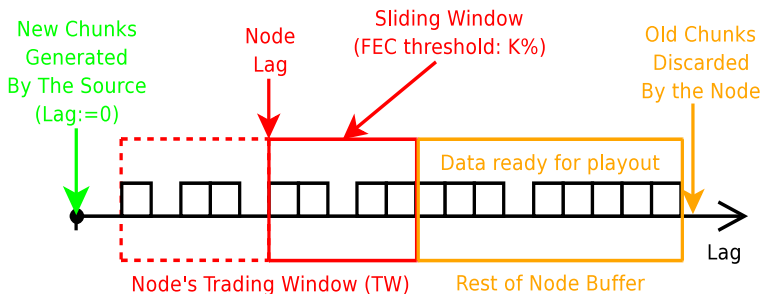 New Chunks
Generated
By The Source
(Lag:=0)
Node
Lag
Sliding Window
(FEC threshold: K%)
Old Chunks
Discarded
By the Node
Data ready for playout
Lag
Node's Trading Window (TW)
Rest of Node Buffer